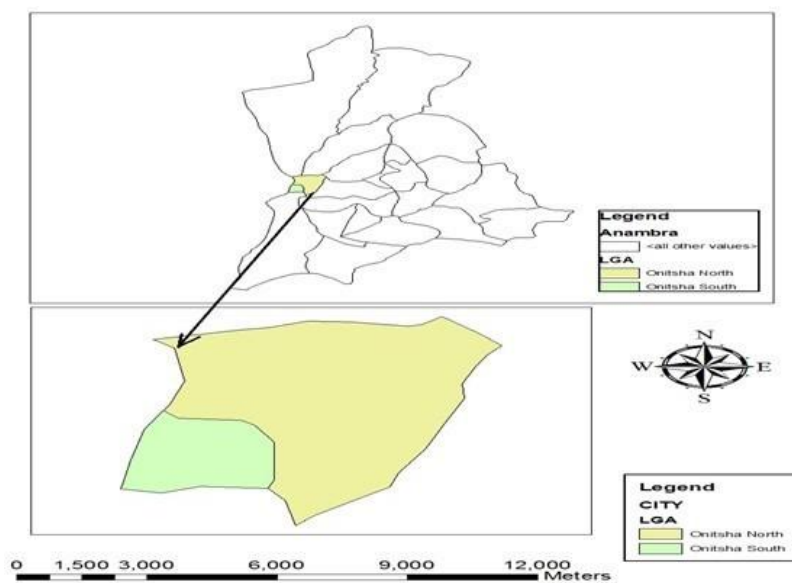 Legend
Anambra
<all other values>
LGA
Onitsha North
Onitsha South
N
W E
S
Legend
CITY
LGA
Onitsha North
Onitsha South
0 1,500 3,000 6,000 9,000 12,000
Meters